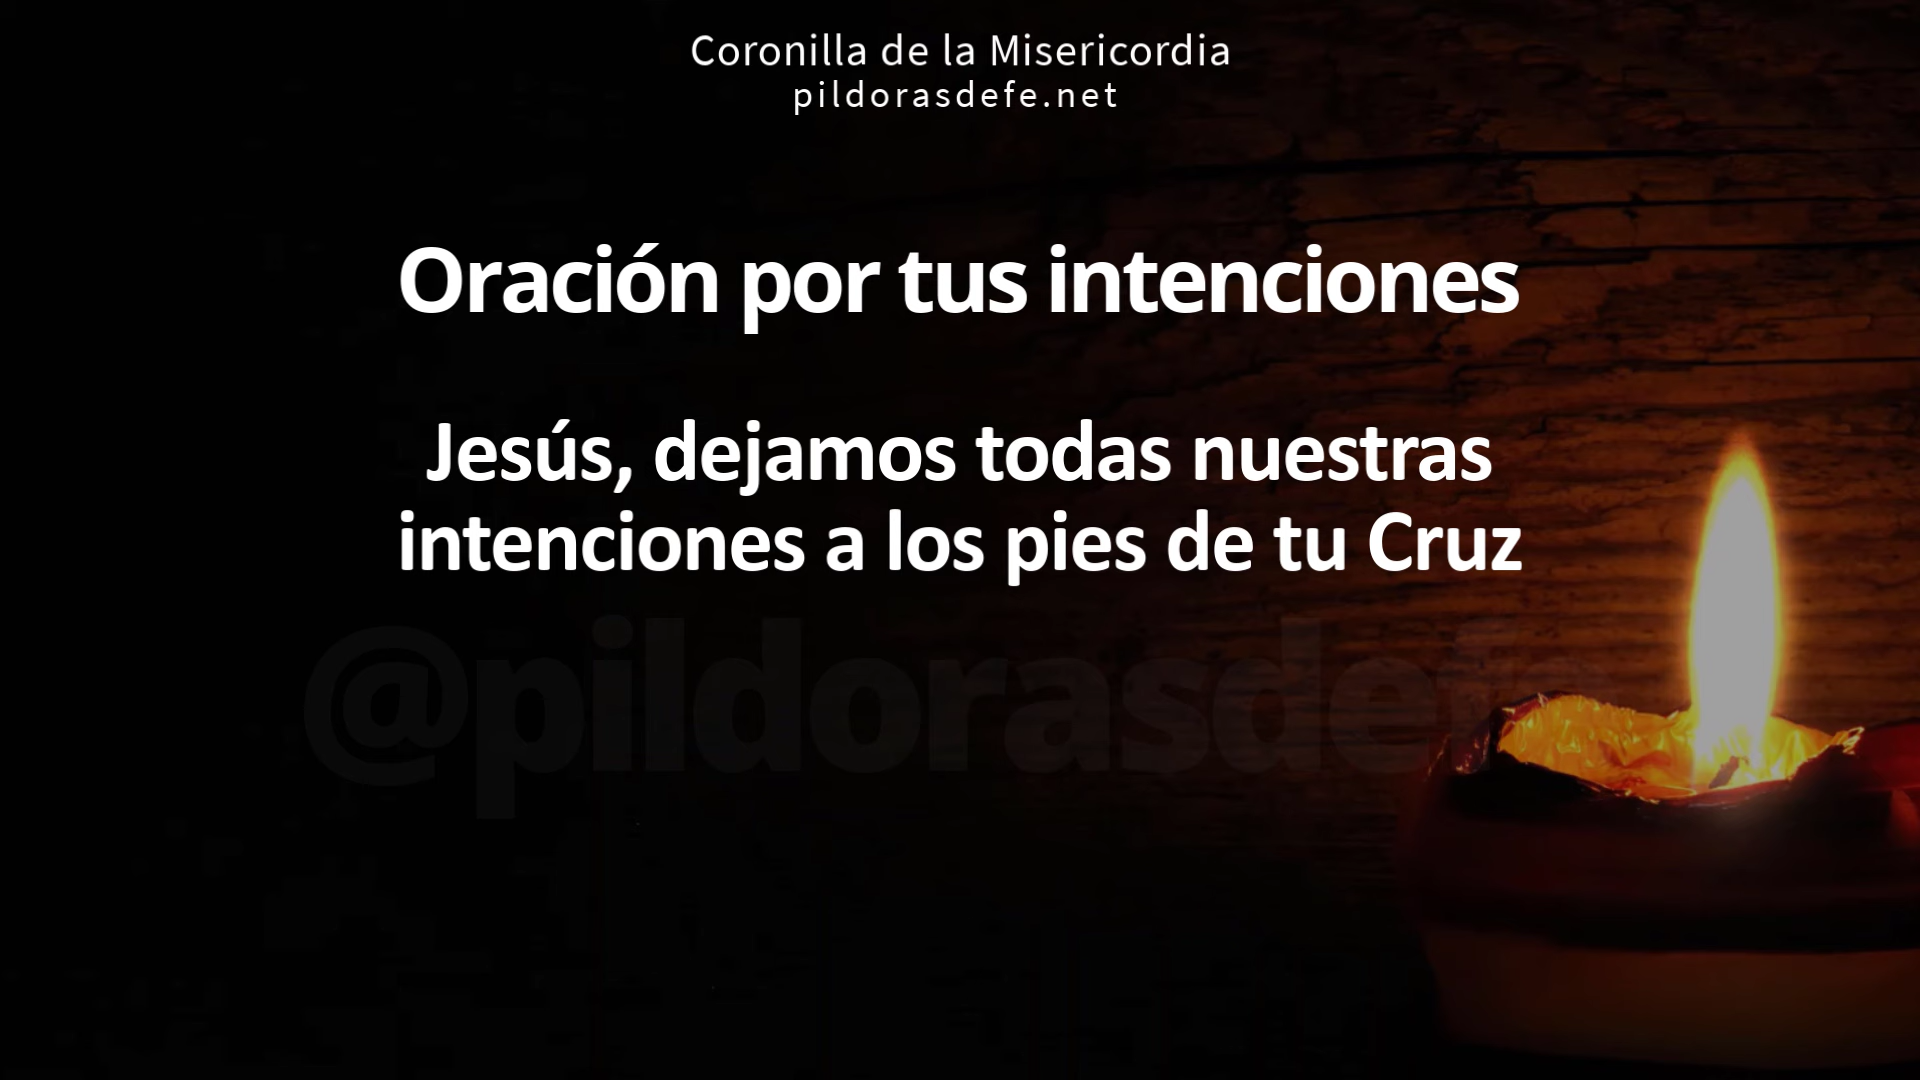 Coronilla de la Misericordia
pildorasdefe.net
Oración por tus intenciones
Jesús, dejamos todas nuestras
intenciones a los pies de tu Cruz
@pildorasdefe